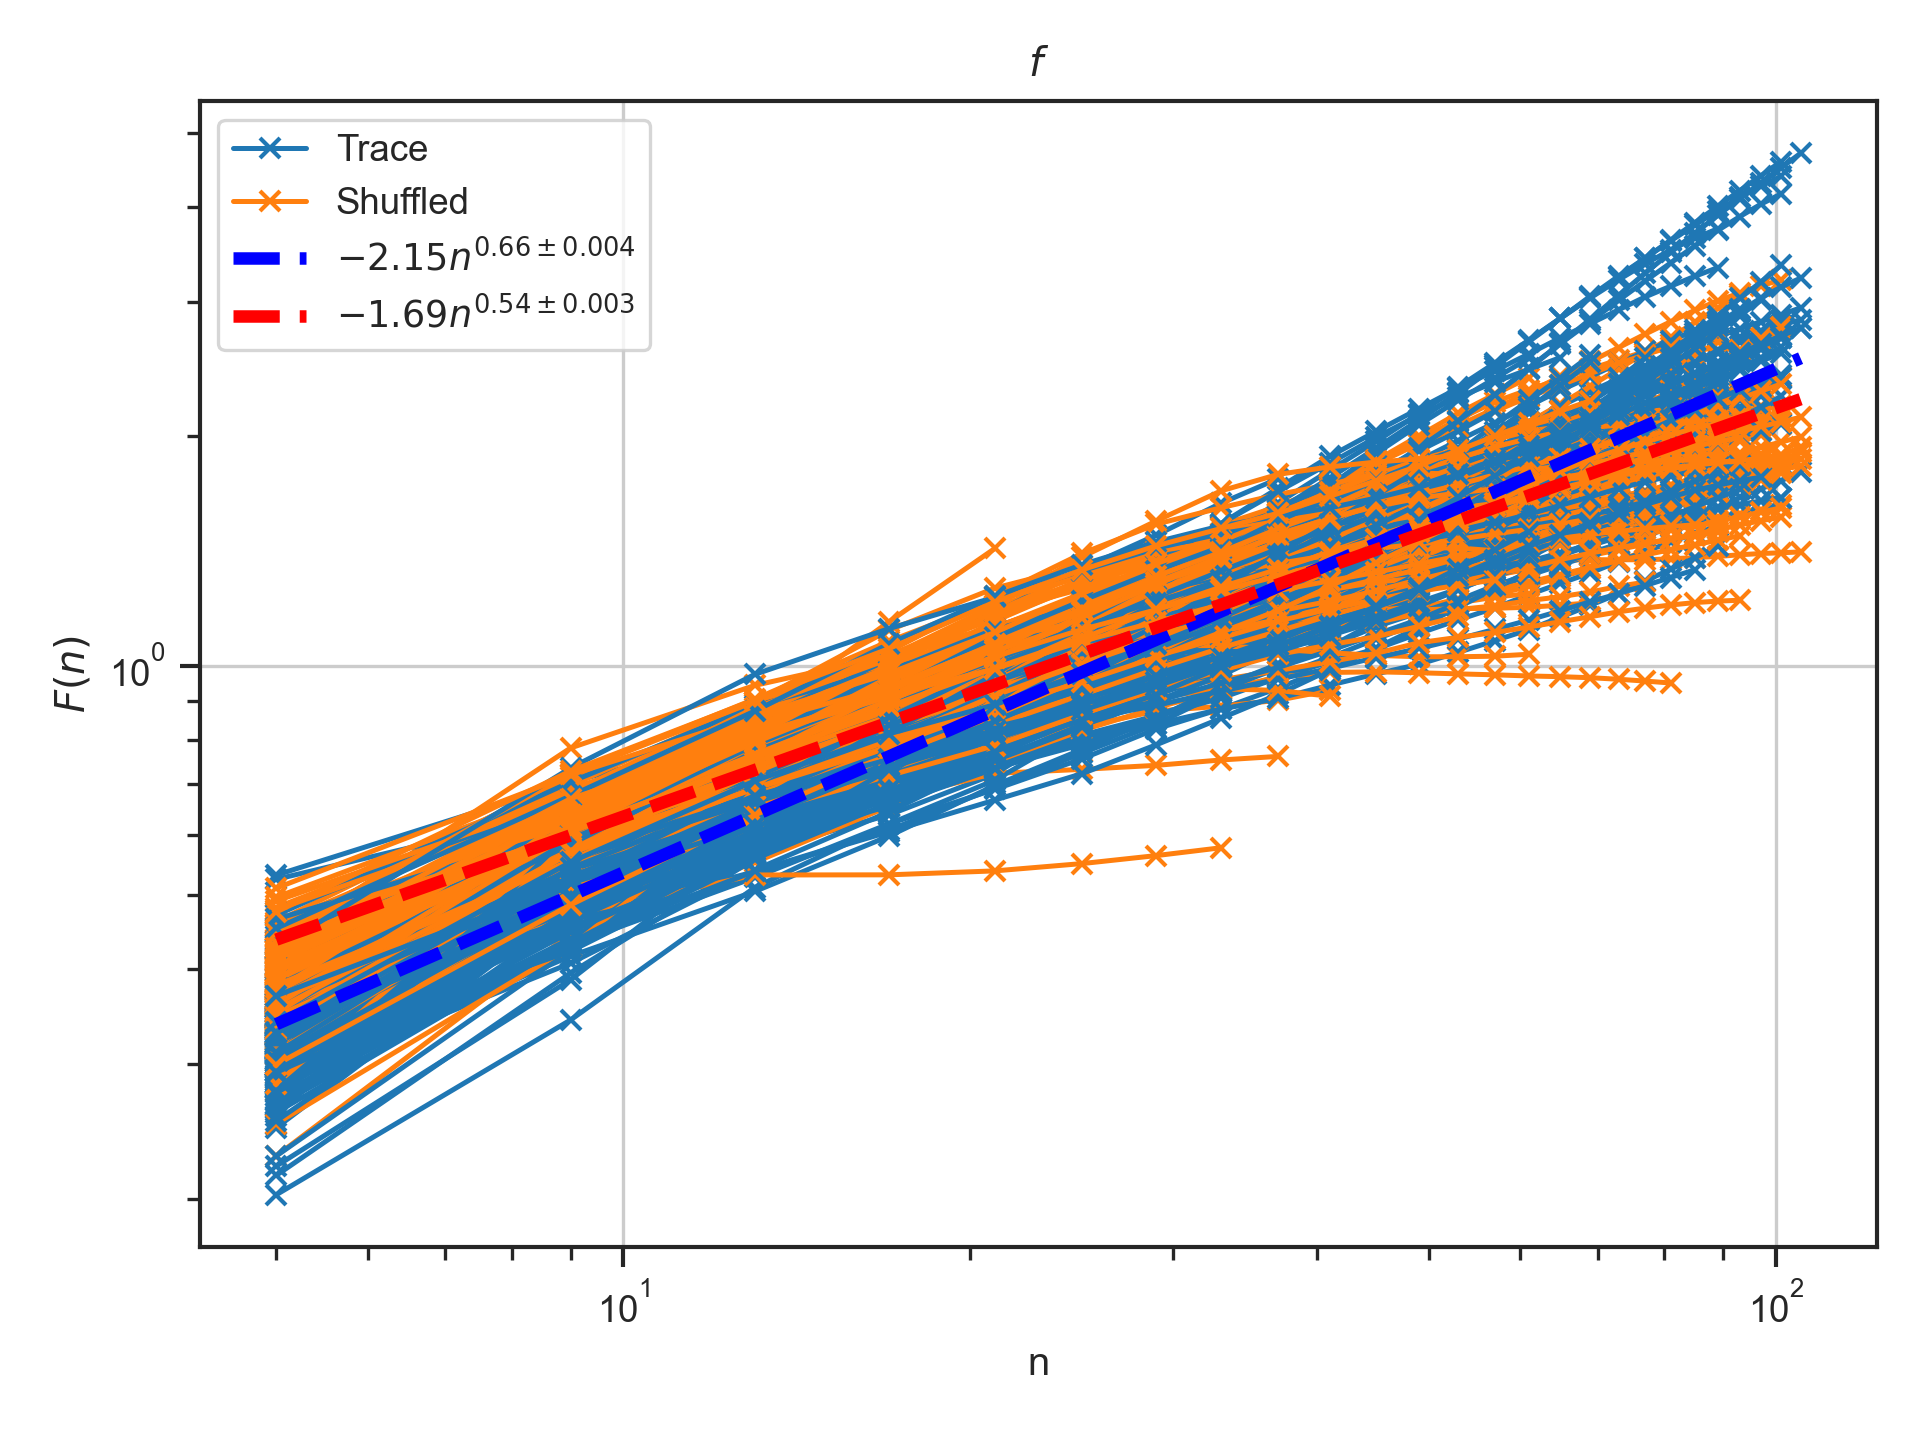 f
Trace
Shuffled
−2.15n^{0.66±0.004}
−1.69n^{0.54±0.003}
F(n)
10^0
10^1
10^2
n